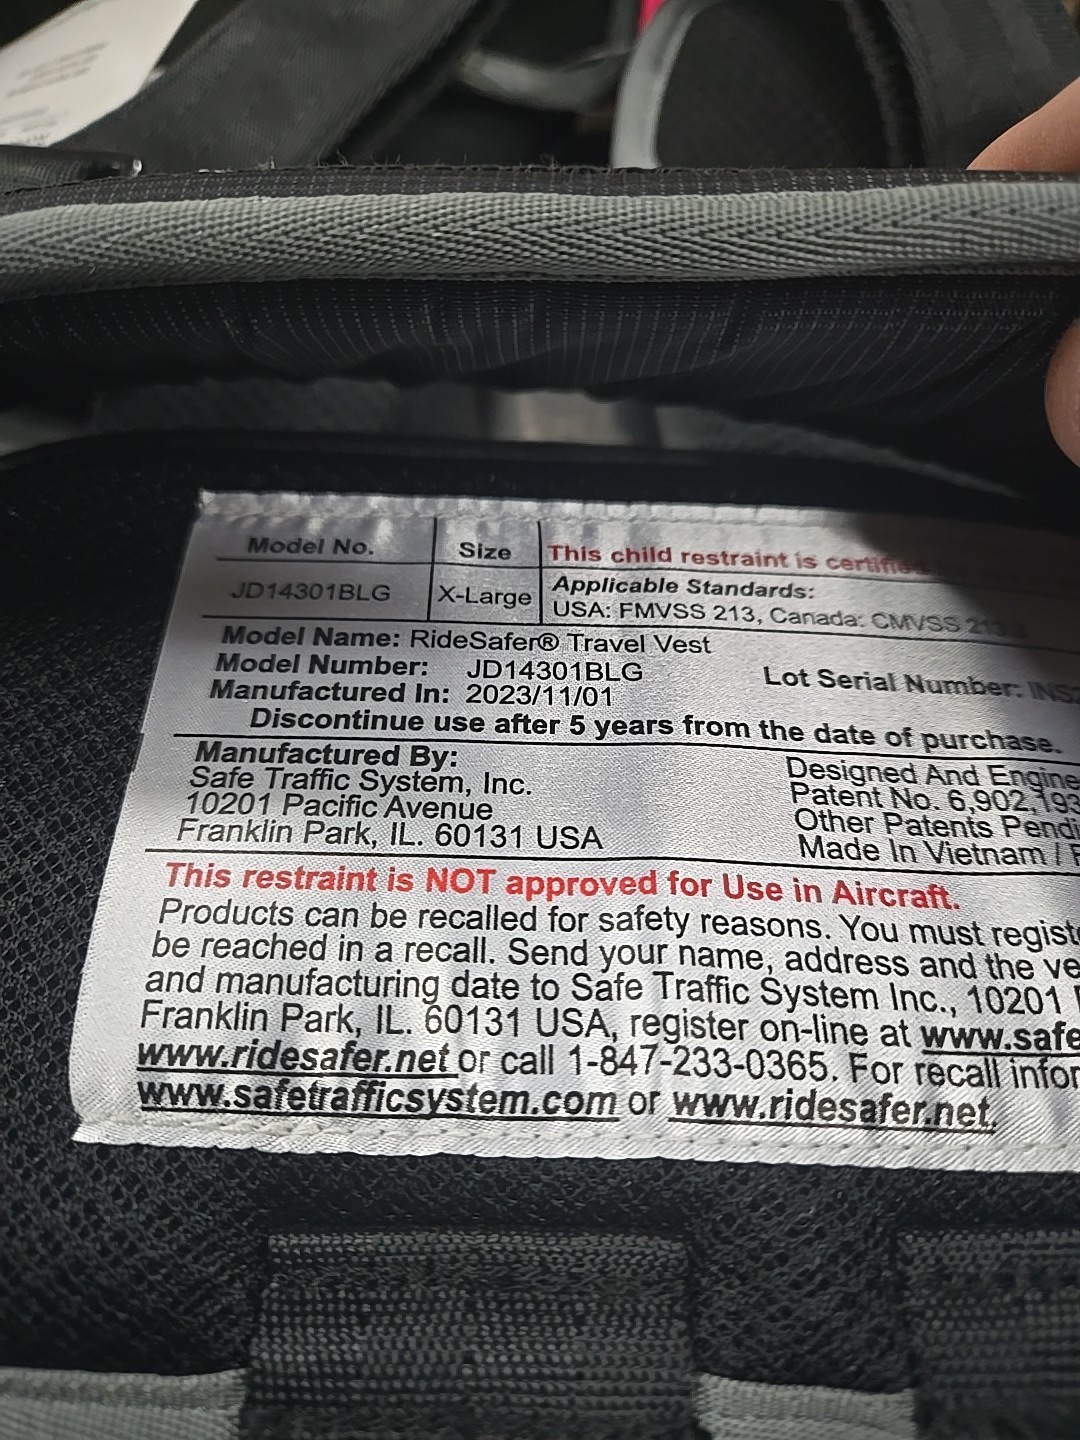 Model No. Size This child restraint is
JD14301BLG X-Large Applicable Standards:
USA: FMVSS 213, Canada: CMVSS
Model Name: RideSafer® Travel Vest
Model Number: JD14301BLG Lot Serial Number:
Manufactured In: 2023/11/01
Discontinue use after 5 years from the date of purchase.
Manufactured By: Designed And
Safe Traffic System, Inc. Patent No. 6,902,193
10201 Pacific Avenue Other Patents
Franklin Park, IL. 60131 USA Made In Vietnam /
This restraint is NOT approved for Use in Aircraft.
Products can be recalled for safety reasons. You must
be reached in a recall. Send your name, address and the
and manufacturing date to Safe Traffic System Inc., 10201
Franklin Park, IL. 60131 USA, register on-line at www.safe
www.ridesafer.net or call 1-847-233-0365. For recall
www.safetrafficsystem.com or www.ridesafer.net.